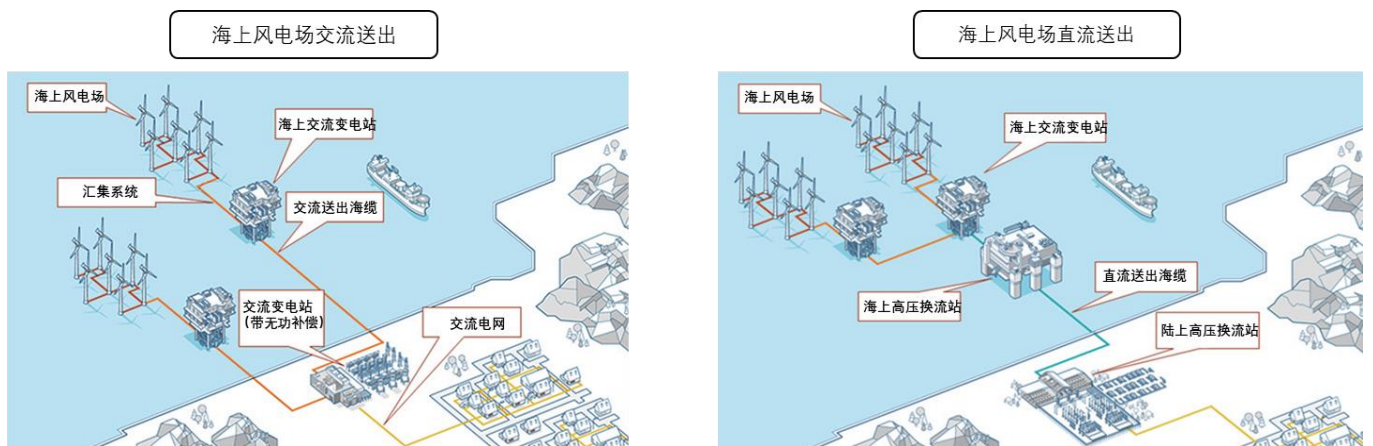 海上风电场交流送出
海上风电场
海上交流变电站
汇集系统
交流送出海缆
交流变电站
（带无功补偿）
交流电网
海上风电场直流送出
海上风电场
海上交流变电站
直流送出海缆
海上高压换流站
陆上高压换流站